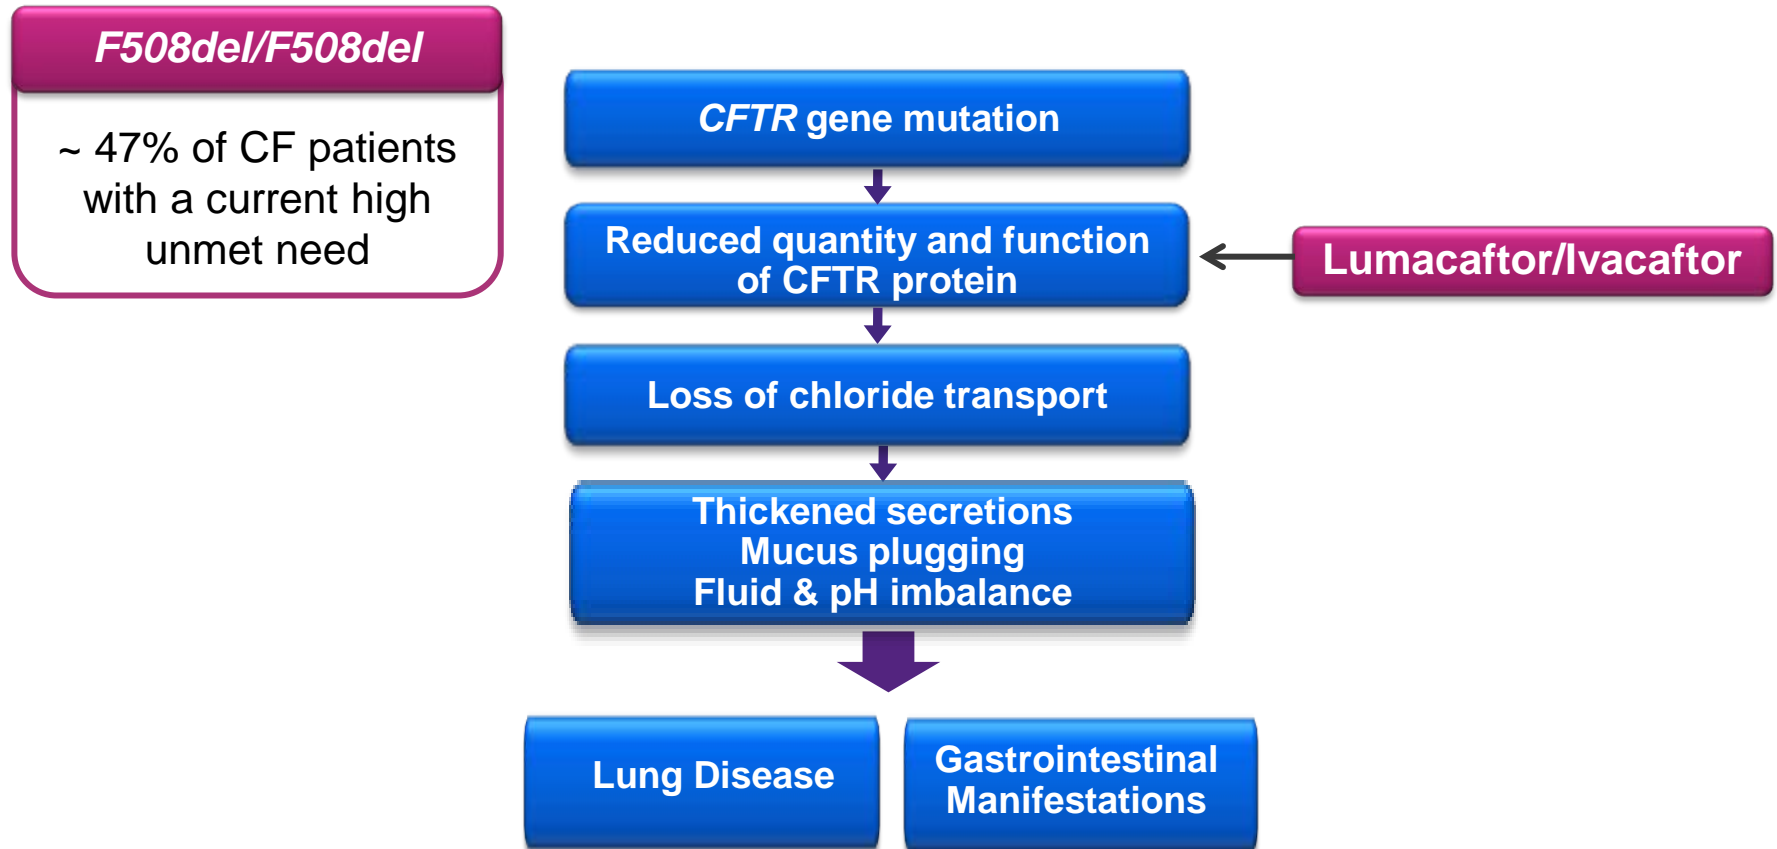 F508del/F508del
~ 47% of CF patients
with a current high
unmet need
CFTR gene mutation
Reduced quantity and function
of CFTR protein
Lumacaftor/Ivacaftor
Loss of chloride transport
Thickened secretions
Mucus plugging
Fluid & pH imbalance
Lung Disease
Gastrointestinal
Manifestations